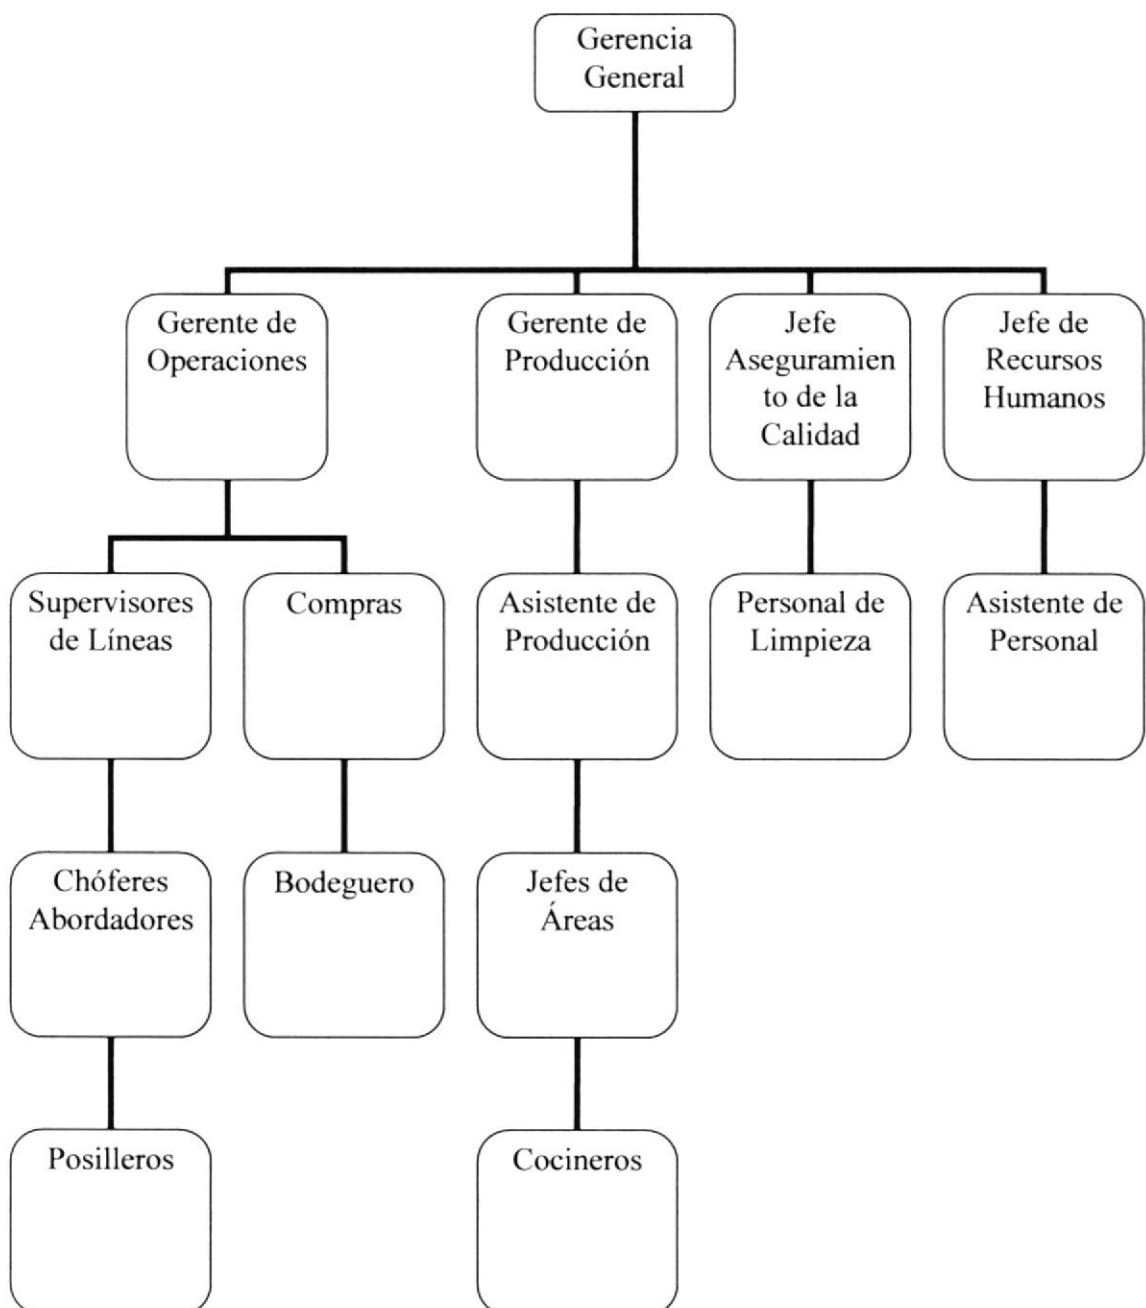 Gerencia
General
Gerente de
Operaciones
Gerente de
Producción
Jefe
Aseguramien
to de la
Calidad
Jefe de
Recursos
Humanos
Supervisores
de Líneas
Compras
Asistente de
Producción
Personal de
Limpieza
Asistente de
Personal
Chóferes
Abordadores
Bodeguero
Jefes de
Áreas
Posilleros
Cocineros